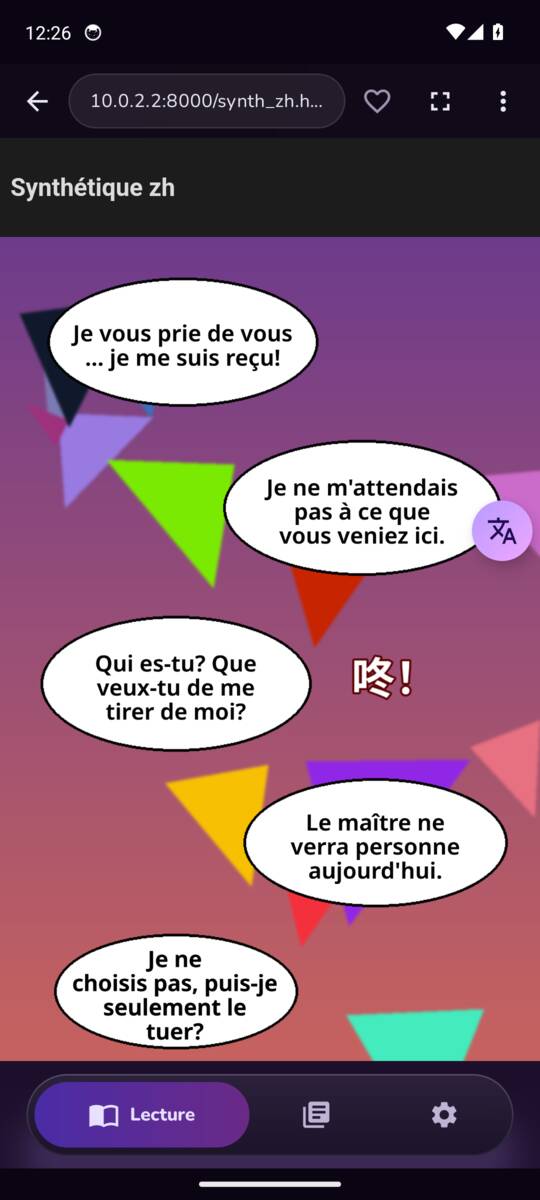 12:26
10.0.2.2:8000/synth_zh.h...
Synthétique zh
Je vous prie de vous
... je me suis reçu!
Je ne m'attendais
pas à ce que
vous veniez ici.
Qui es-tu? Que
veux-tu de me
tirer de moi?
咚!
Le maître ne
verra personne
aujourd'hui.
Je ne
choisis pas, puis-je
seulement le
tuer?
Lecture